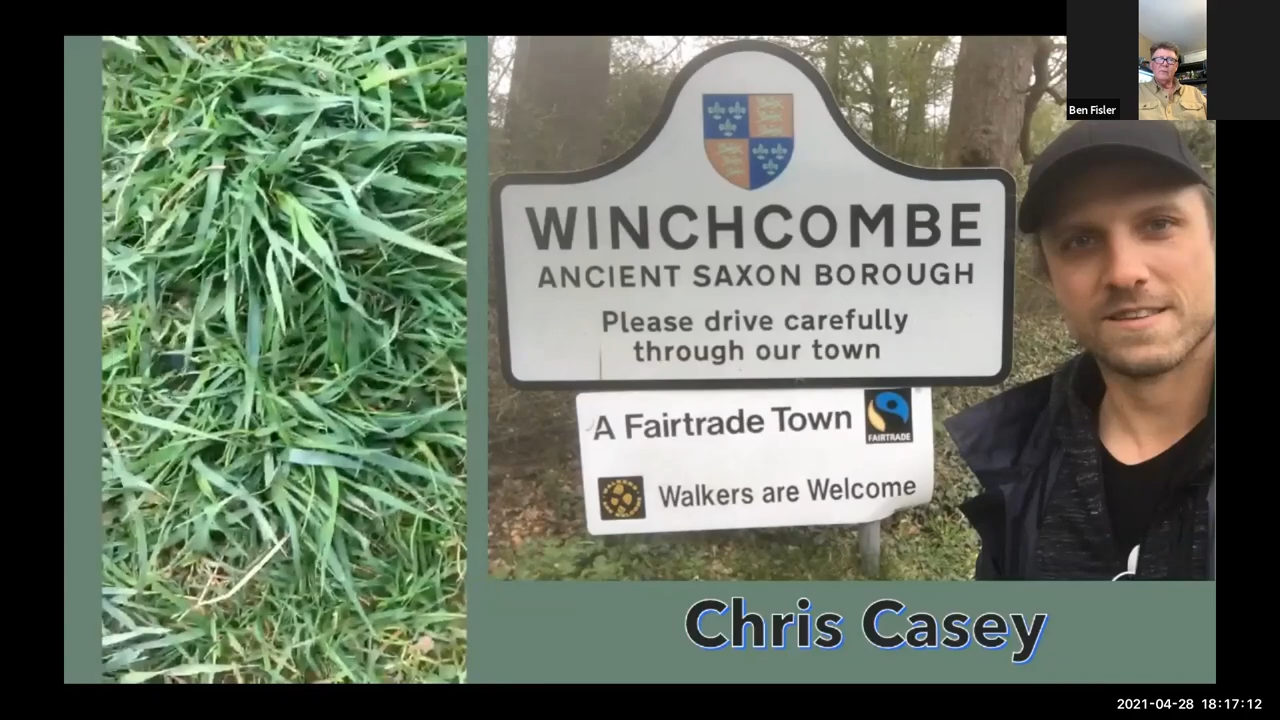 Ben Fisler
WINCHCOMBE
ANCIENT SAXON BOROUGH
Please drive carefully
through our town
A Fairtrade Town
FAIRTRADE
Walkers are Welcome
Chris Casey
2021-04-28 18:17:12